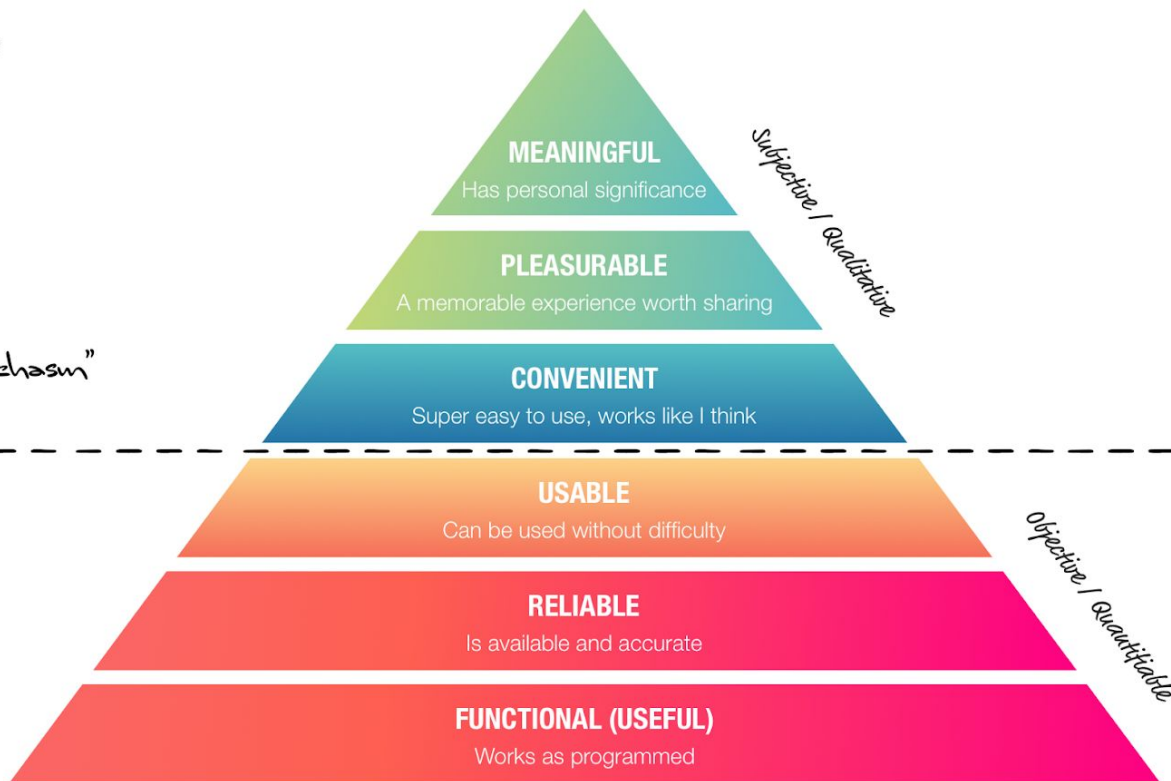 MEANINGFUL
Has personal significance
Subjective / Qualitative
PLEASURABLE
A memorable experience worth sharing
chasm”
CONVENIENT
Super easy to use, works like I think
USABLE
Can be used without difficulty
Objective / Quantifiable
RELIABLE
Is available and accurate
FUNCTIONAL (USEFUL)
Works as programmed